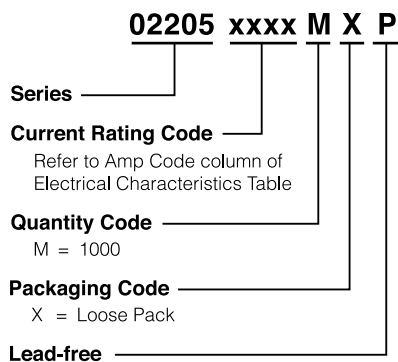 02205 xxxx M X P
Series
Current Rating Code
Refer to Amp Code column of
Electrical Characteristics Table
Quantity Code
M = 1000
Packaging Code
X = Loose Pack
Lead-free